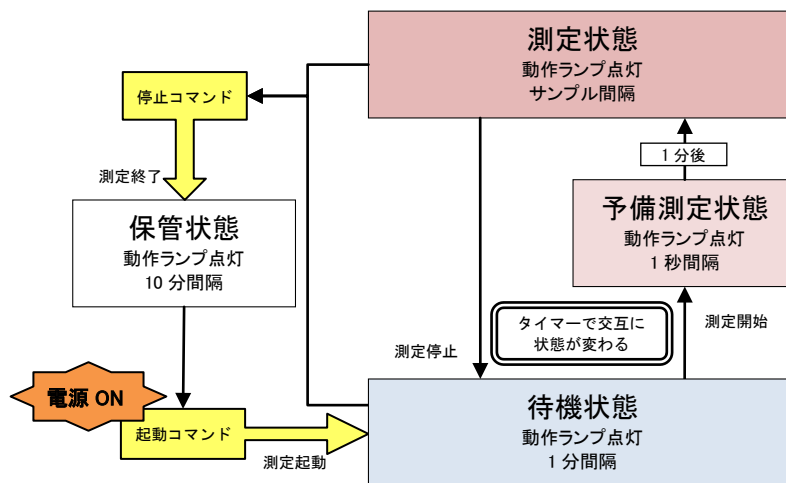 測定状態
動作ランプ点灯
サンプル間隔
停止コマンド
1 分後
測定終了
予備測定状態
動作ランプ点灯
1 秒間隔
保管状態
動作ランプ点灯
10 分間隔
タイマーで交互に
状態が変わる
測定開始
測定停止
電源 ON
起動コマンド
測定起動
待機状態
動作ランプ点灯
1 分間隔